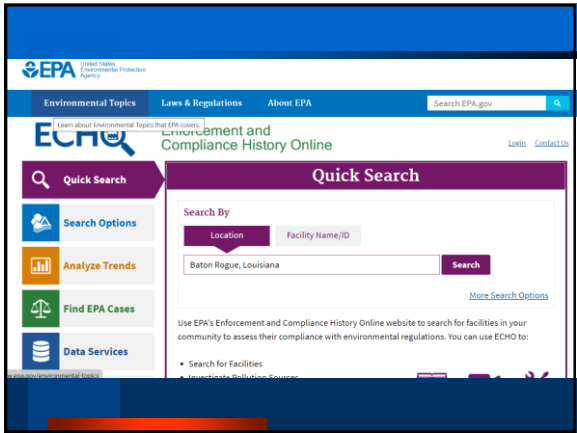 EPA United States
Environmental Protection
Agency
Environmental Topics Laws & Regulations About EPA Search EPA.gov
Learn about Environmental Topics that EPA covers.
ECHO Enforcement and
Compliance History Online
Login Contact Us
Quick Search
Search Options
Analyze Trends
Find EPA Cases
Data Services
Quick Search
Search By
Location Facility Name/ID
Baton Rogue, Louisiana Search
More Search Options
Use EPA's Enforcement and Compliance History Online website to search for facilities in your
community to assess their compliance with environmental regulations. You can use ECHO to:
• Search for Facilities
• Investigate Pollution Sources